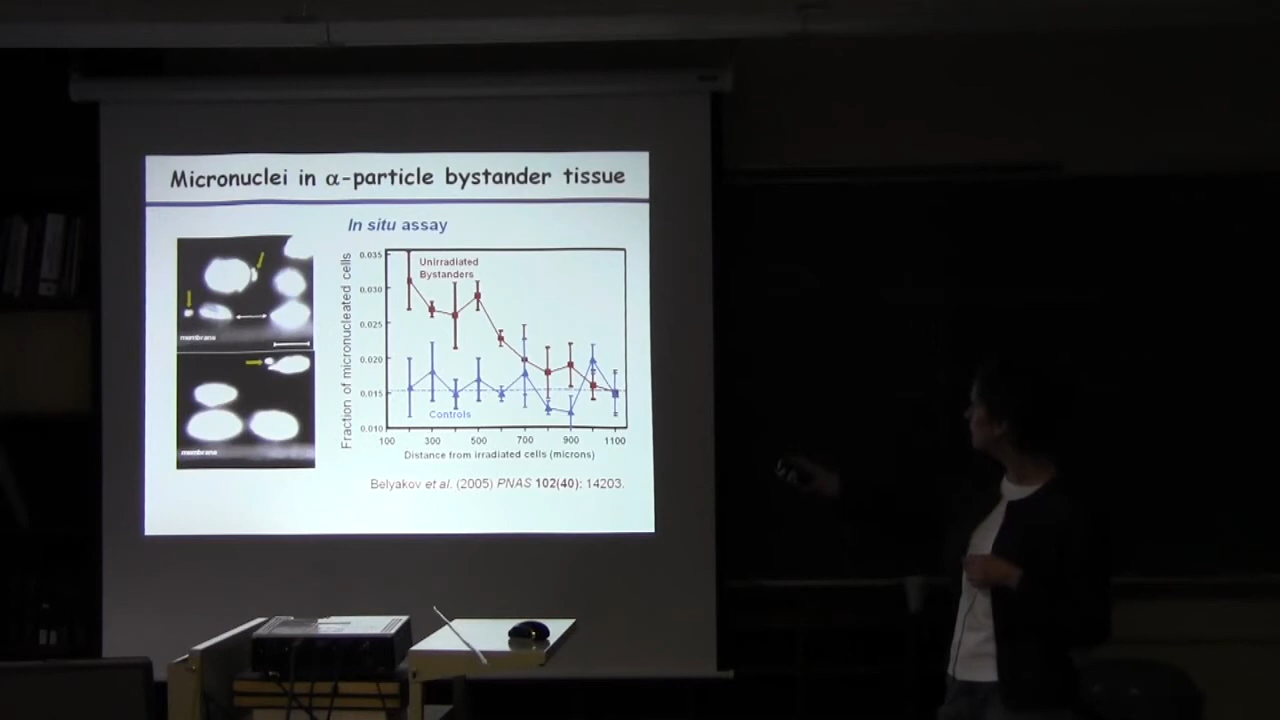 Micronuclei in α-particle bystander tissue
In situ assay
membrane
membrane
Fraction of micronucleated cells
0.035
0.030
0.025
0.020
0.015
0.010
Unirradiated
Bystanders
Controls
100 300 500 700 900 1100
Distance from irradiated cells (microns)
Belyakov et al. (2005) PNAS 102(40): 14203.